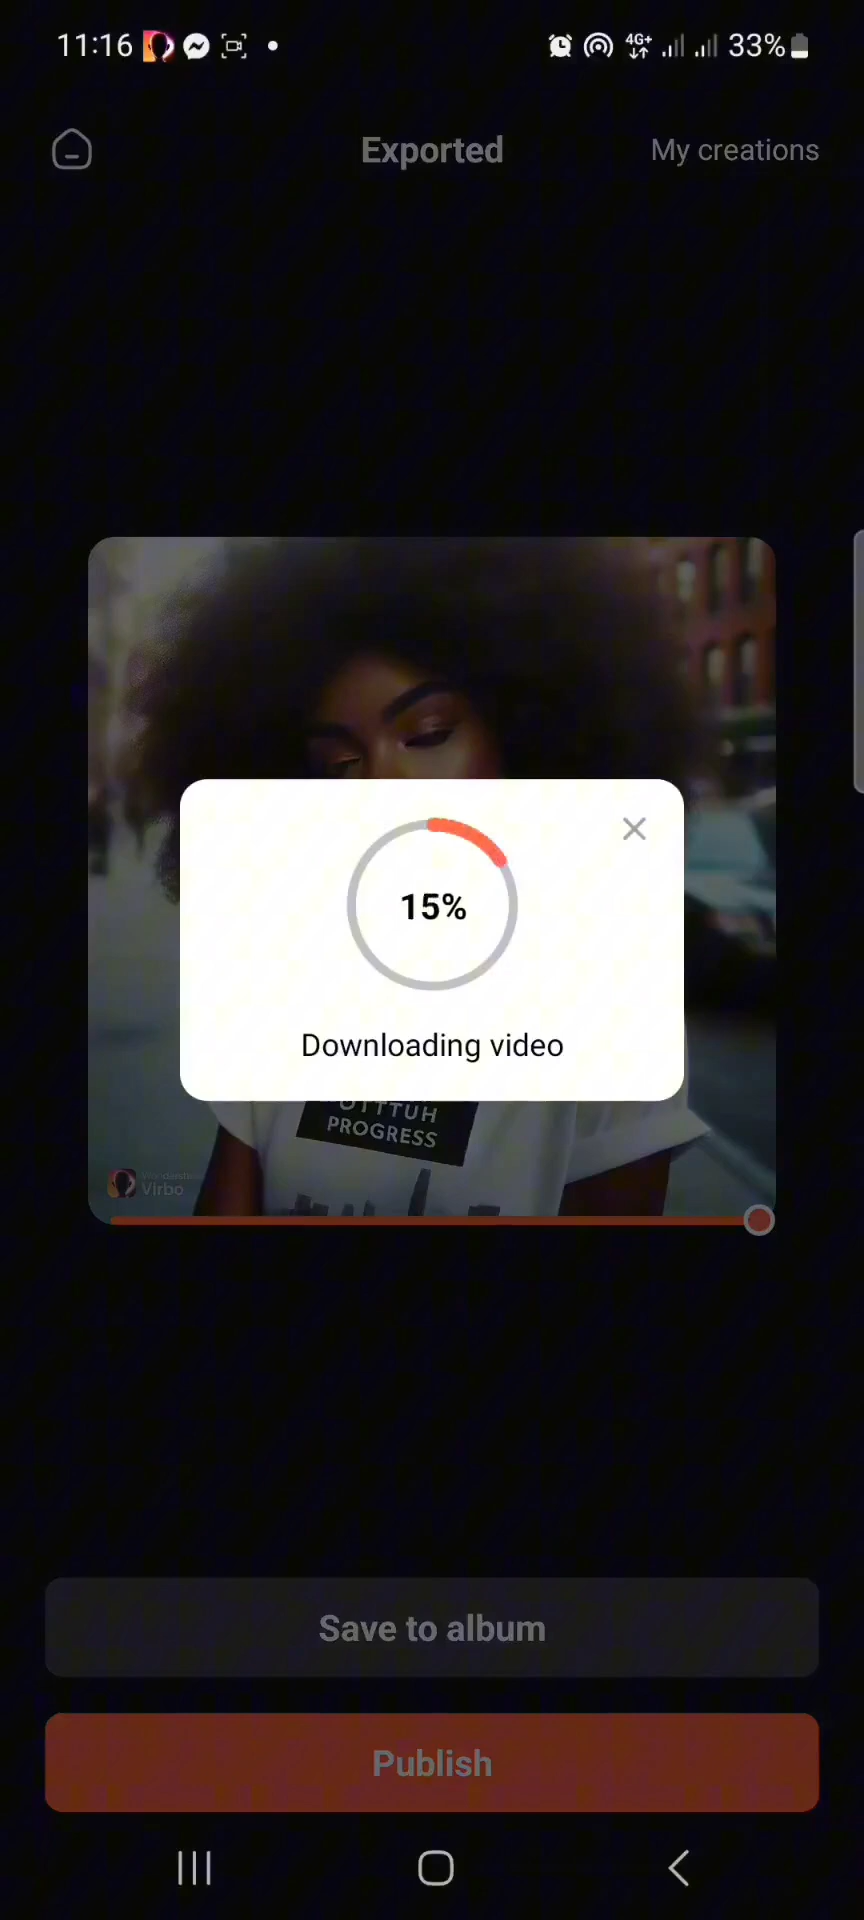 11:16
4G+
33%
Exported
My creations
15%
Downloading video
PROGRESS
Virbo
Save to album
Publish